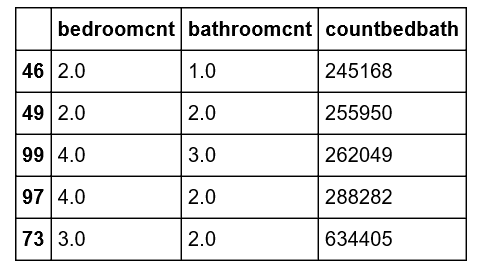 bedroomcnt bathroomcnt countbedbath
46 2.0 1.0 245168
49 2.0 2.0 255950
99 4.0 3.0 262049
97 4.0 2.0 288282
73 3.0 2.0 634405